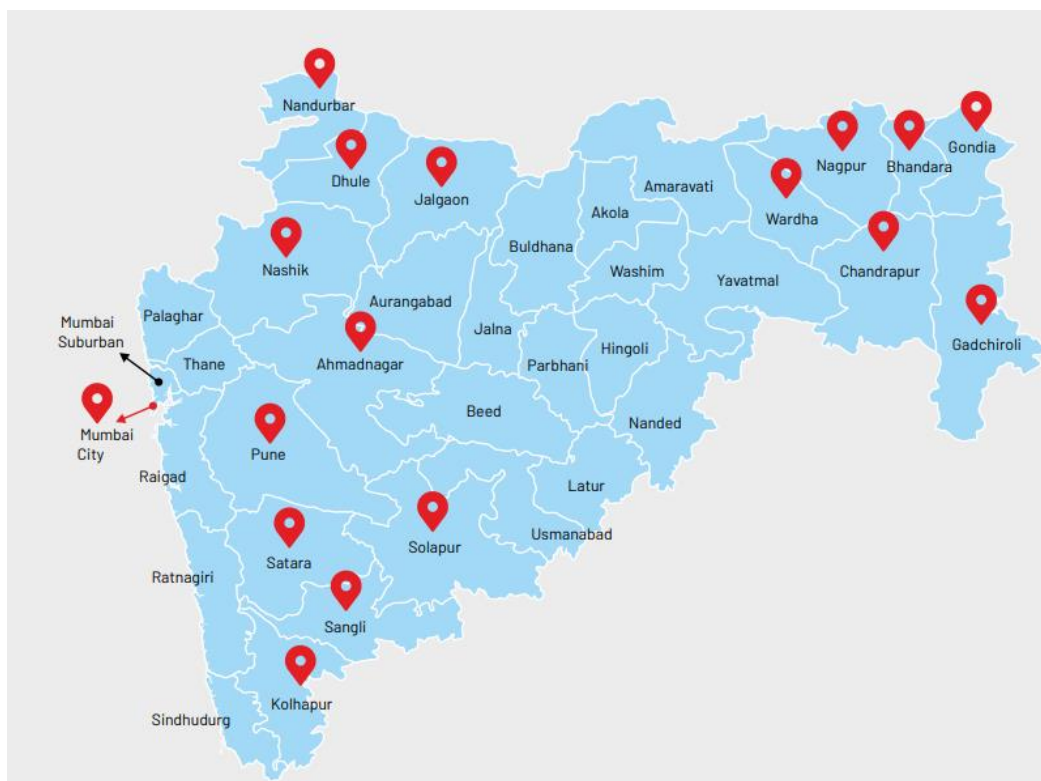 Nandurbar
Dhule
Jalgaon
Nashik
Palaghar
Mumbai
Suburban
Thane
Mumbai
City
Raigad
Pune
Ahmadnagar
Aurangabad
Jalna
Buldhana
Akola
Amaravati
Washim
Yavatmal
Wardha
Nagpur
Bhandara
Gondia
Chandrapur
Gadchiroli
Parbhani
Hingoli
Beed
Nanded
Latur
Usmanabad
Solapur
Satara
Sangli
Ratnagiri
Kolhapur
Sindhudurg